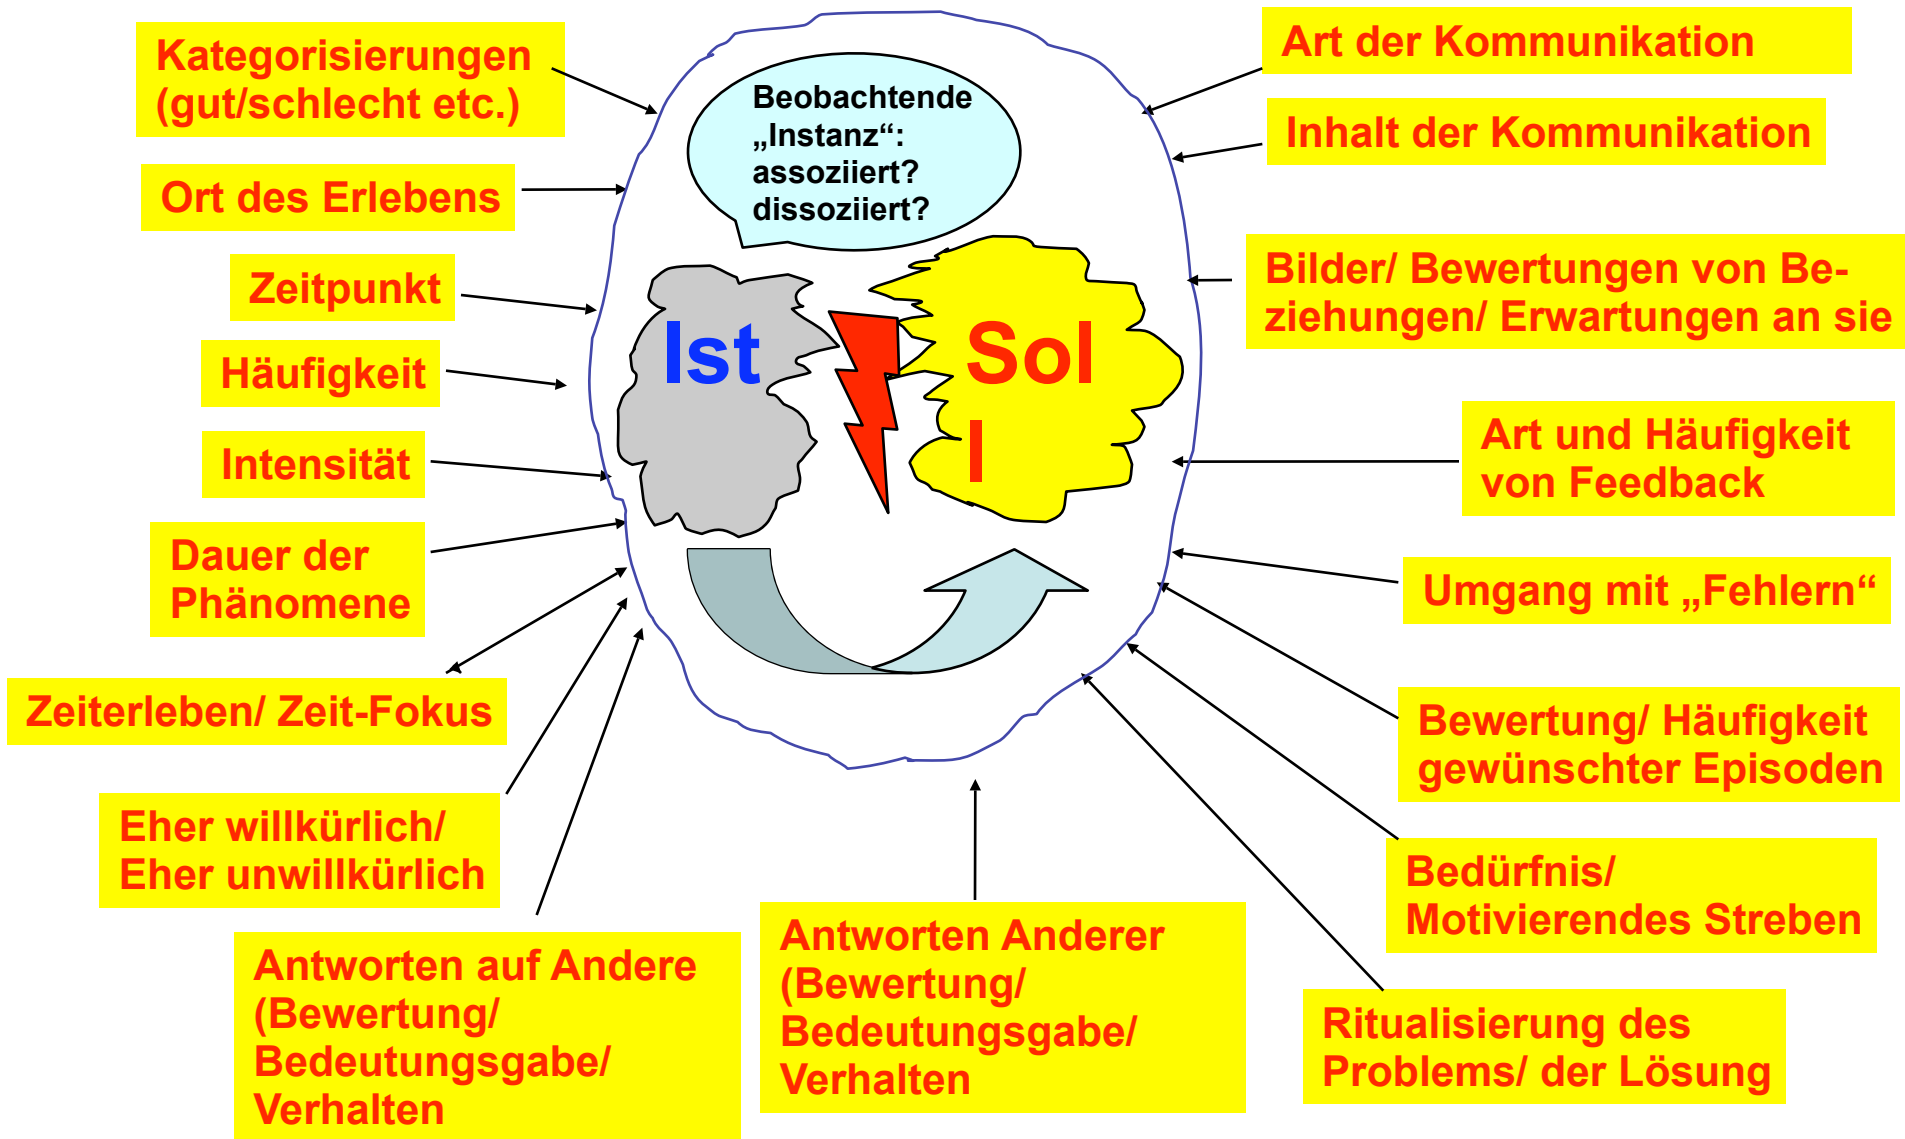 Kategorisierungen
(gut/schlecht etc.)
Ort des Erlebens
Zeitpunkt
Häufigkeit
Intensität
Dauer der
Phänomene
Zeiterleben/ Zeit-Fokus
Eher willkürlich/
Eher unwillkürlich
Antworten auf Andere
(Bewertung/
Bedeutungsgabe/
Verhalten
Beobachtende
„Instanz“:
assoziiert?
dissoziiert?
Ist
Sol
l
Antworten Anderer
(Bewertung/
Bedeutungsgabe/
Verhalten
Art der Kommunikation
Inhalt der Kommunikation
Bilder/ Bewertungen von Be-
ziehungen/ Erwartungen an sie
Art und Häufigkeit
von Feedback
Umgang mit „Fehlern“
Bewertung/ Häufigkeit
gewünschter Episoden
Bedürfnis/
Motivierendes Streben
Ritualisierung des
Problems/ der Lösung